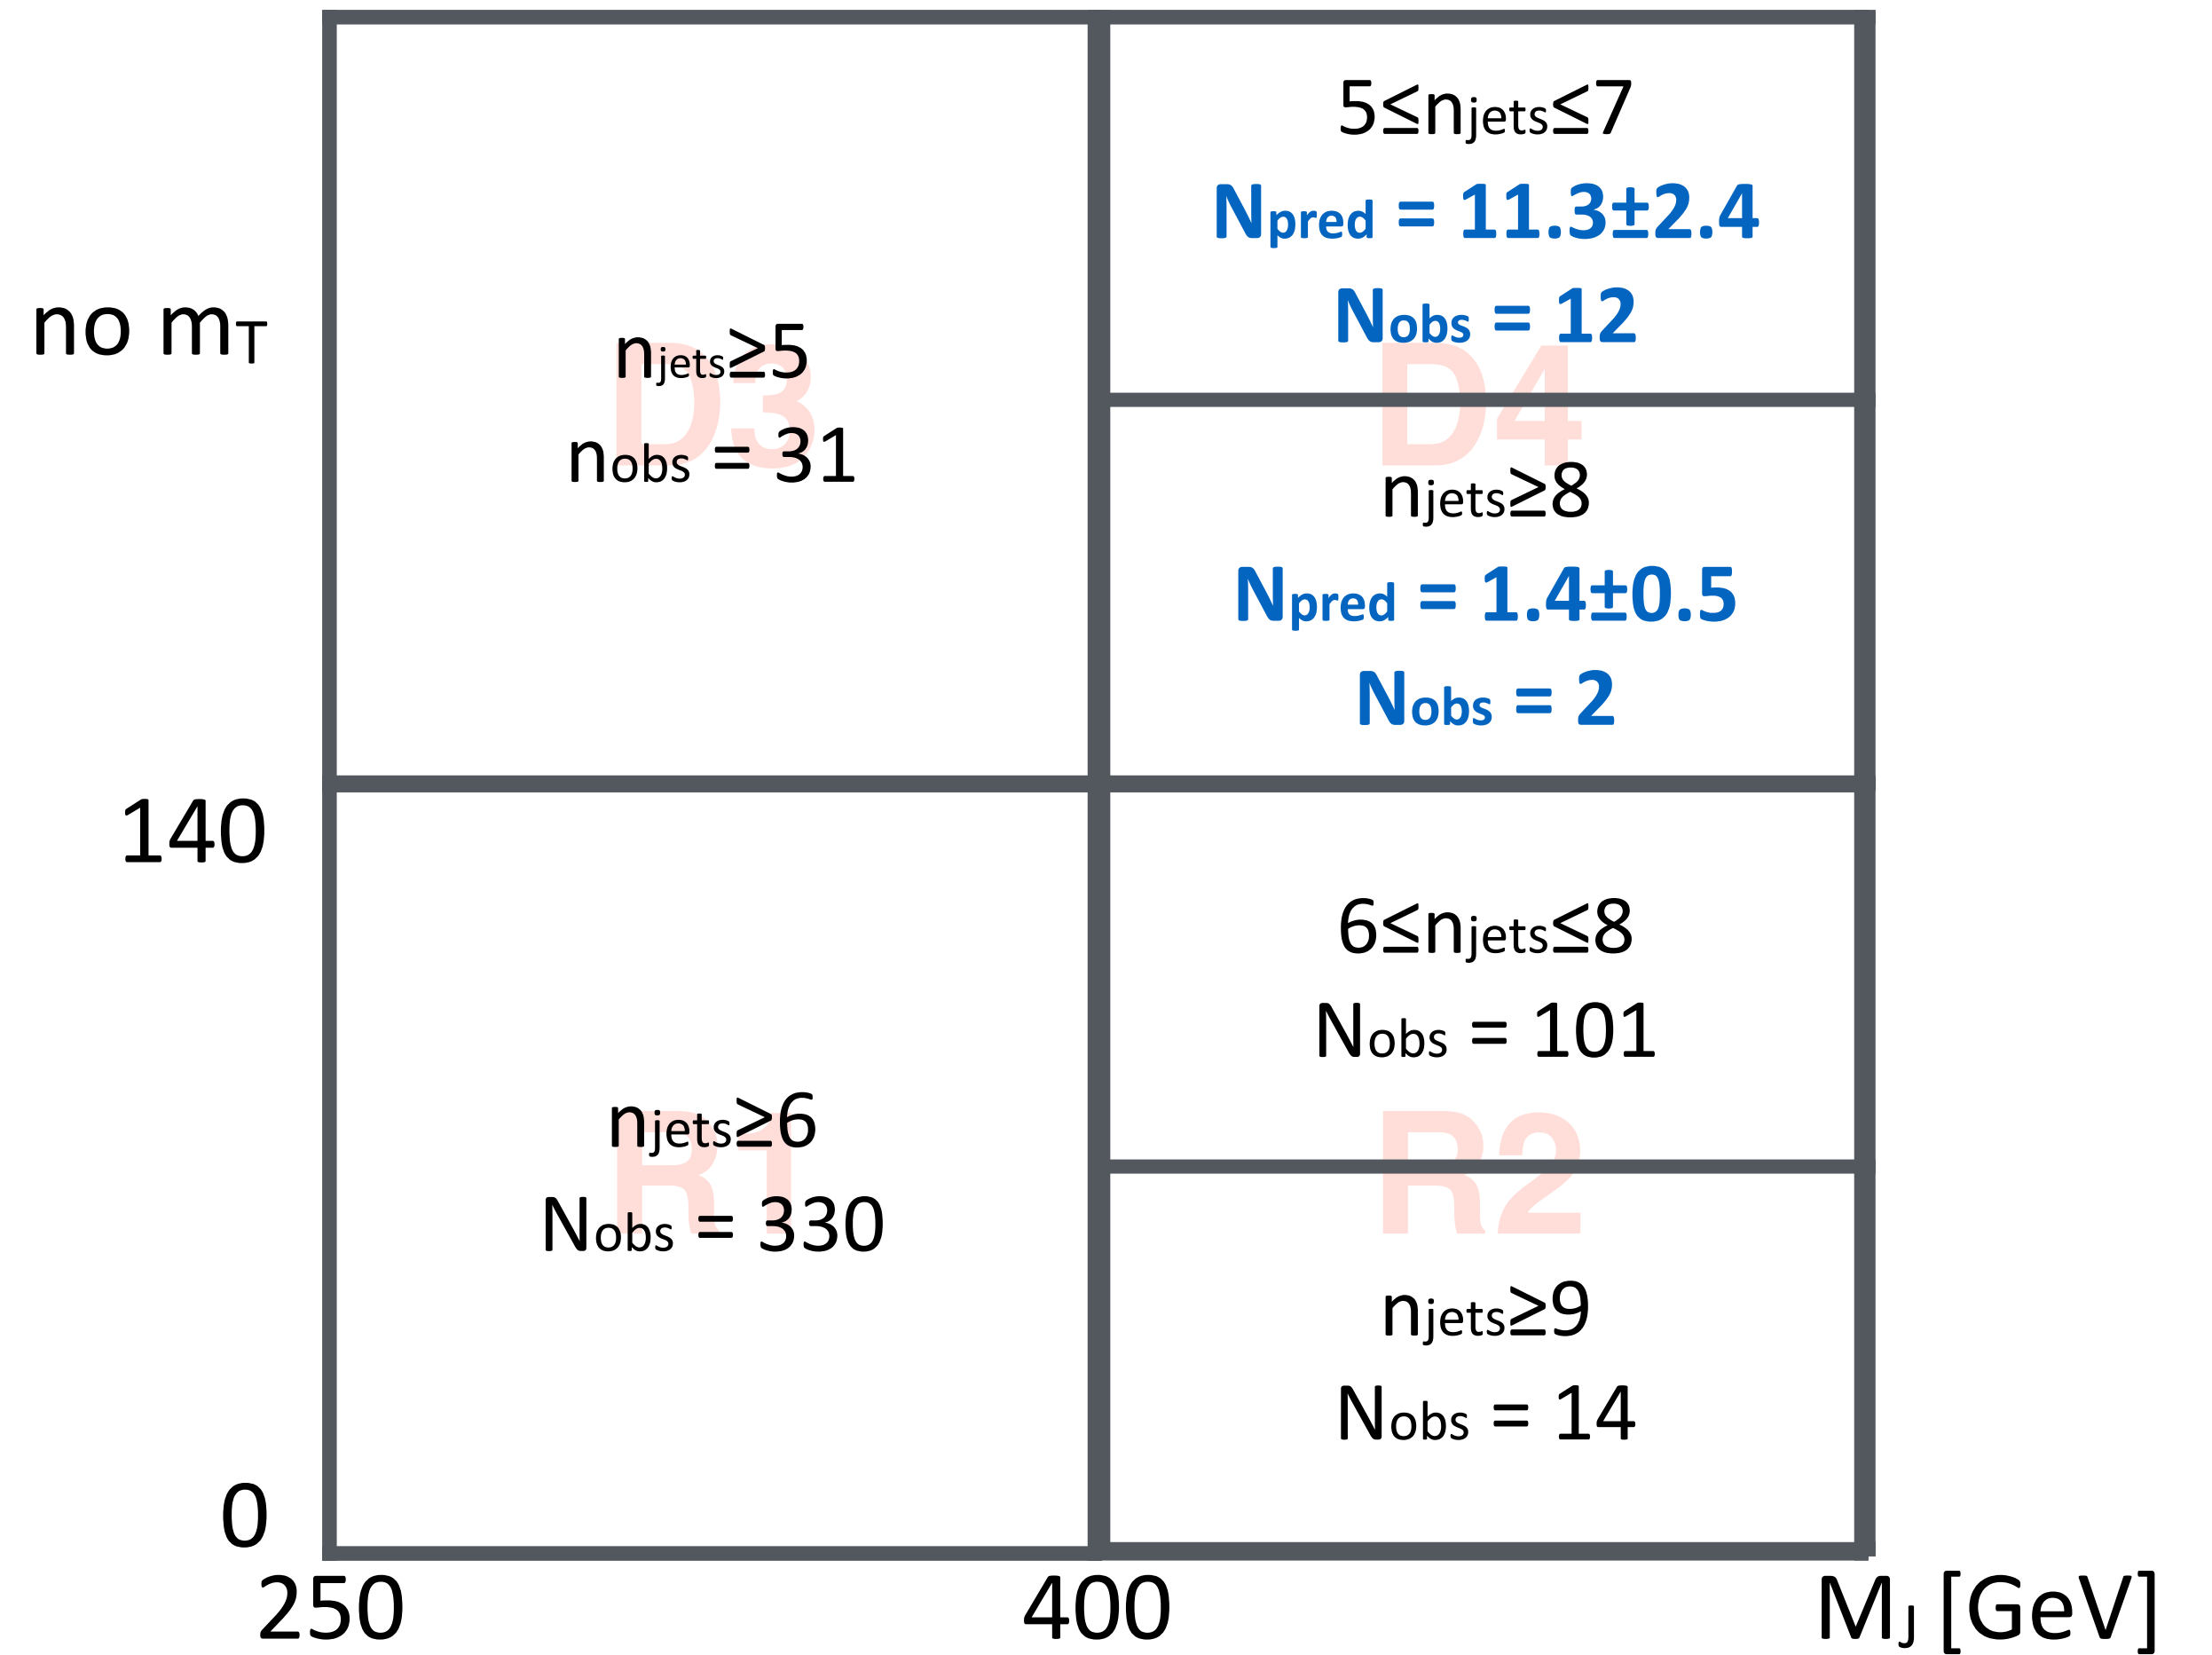 5≤njets≤7
Npred = 11.3±2.4
Nobs = 12
no mT
njets≥5
nobs = 31
D3
D4
njets≥8
Npred = 1.4±0.5
Nobs = 2
140
6≤njets≤8
Nobs = 101
njets≥6
Nobs = 330
R1
R2
njets≥9
Nobs = 14
0
250
400
MJ [GeV]